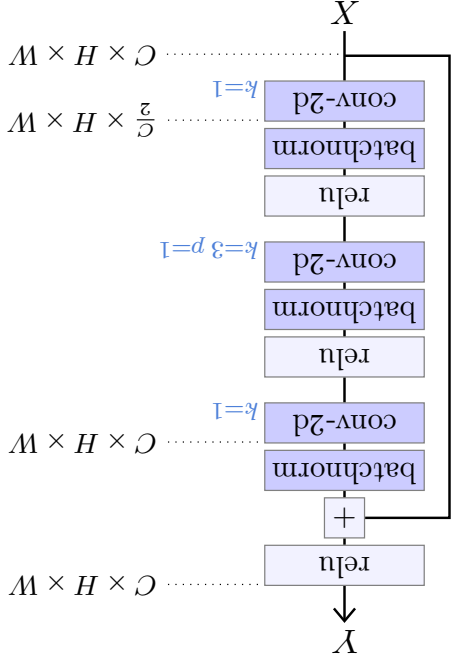 Y
C × H × W
relu
+
batchnorm
C × H × W
conv-2d
k=1
relu
batchnorm
conv-2d
k=3 p=1
relu
batchnorm
C/2 × H × W
conv-2d
k=1
C × H × W
X